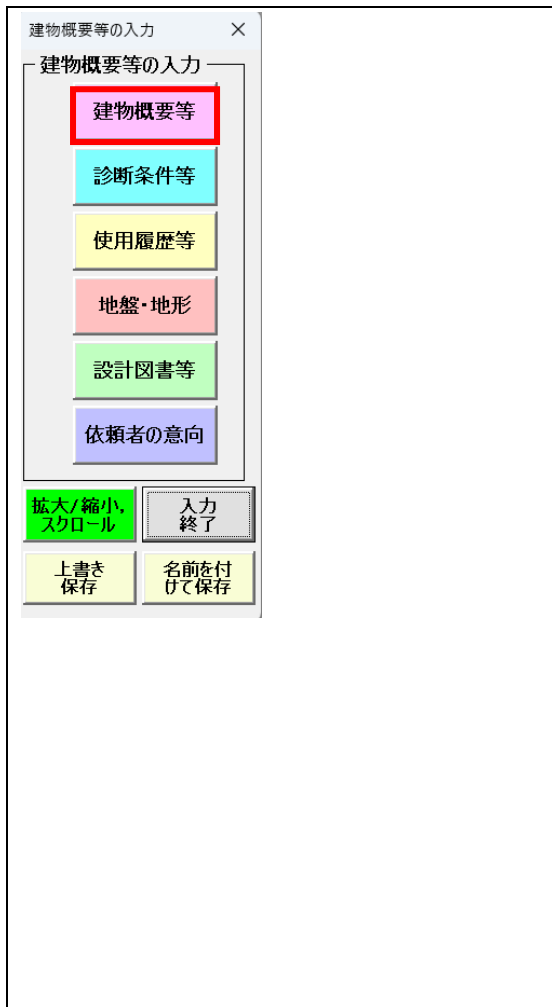 建物概要等の入力
建物概要等の入力
建物概要等
診断条件等
使用履歴等
地盤・地形
設計図書等
依頼者の意向
拡大/縮小,
スクロール
入力
終了
上書き
保存
名前を付
けて保存